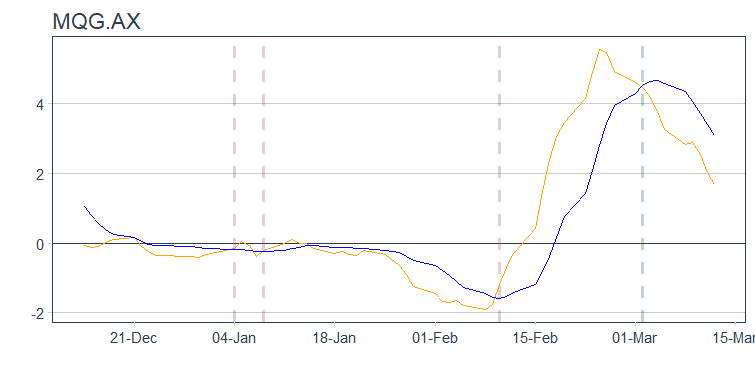 MQG.AX
4
2
0
-2
21-Dec
04-Jan
18-Jan
01-Feb
15-Feb
01-Mar
15-Mar